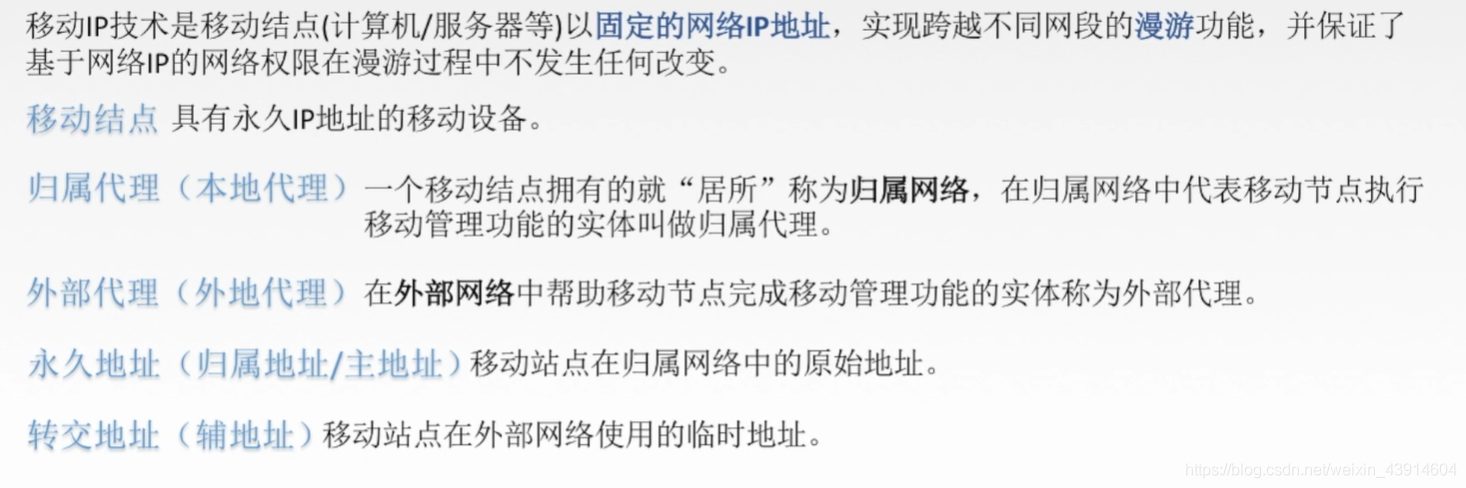 移动IP技术是移动结点(计算机/服务器等)以固定的网络IP地址，实现跨越不同网段的漫游功能，并保证了
基于网络IP的网络权限在漫游过程中不发生任何改变。
移动结点 具有永久IP地址的移动设备。
归属代理（本地代理）一个移动结点拥有的就“居所”称为归属网络，在归属网络中代表移动节点执行
移动管理功能的实体叫做归属代理。
外部代理（外地代理）在外部网络中帮助移动节点完成移动管理功能的实体称为外部代理。
永久地址（归属地址/主地址）移动站点在归属网络中的原始地址。
转交地址（辅地址）移动站点在外部网络使用的临时地址。
https://blog.csdn.net/weixin_43914604